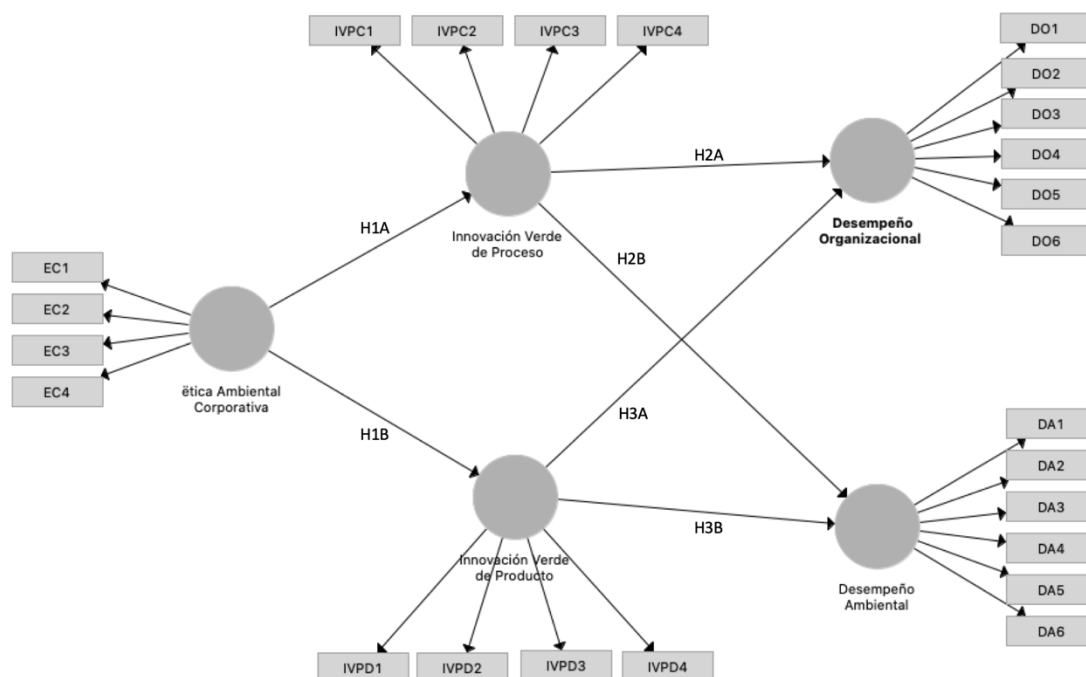 IVPC1
IVPC2
IVPC3
IVPC4
DO1
DO2
DO3
DO4
DO5
DO6
H2A
Desempeño
Organizacional
Innovación Verde
de Proceso
H1A
H2B
EC1
EC2
EC3
EC4
ëtica Ambiental
Corporativa
H1B
H3A
DA1
DA2
DA3
DA4
DA5
DA6
H3B
Innovación Verde
de Producto
Desempeño
Ambiental
IVPD1
IVPD2
IVPD3
IVPD4